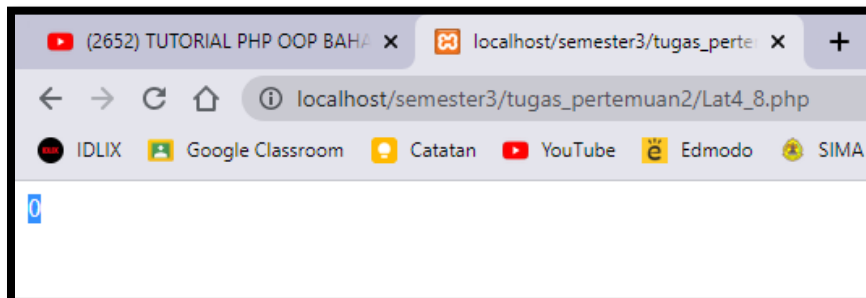 (2652) TUTORIAL PHP OOP BAHA
localhost/semester3/tugas_perte
localhost/semester3/tugas_pertemuan2/Lat4_8.php
IDLIX Google Classroom Catatan YouTube Edmodo SIMA
0